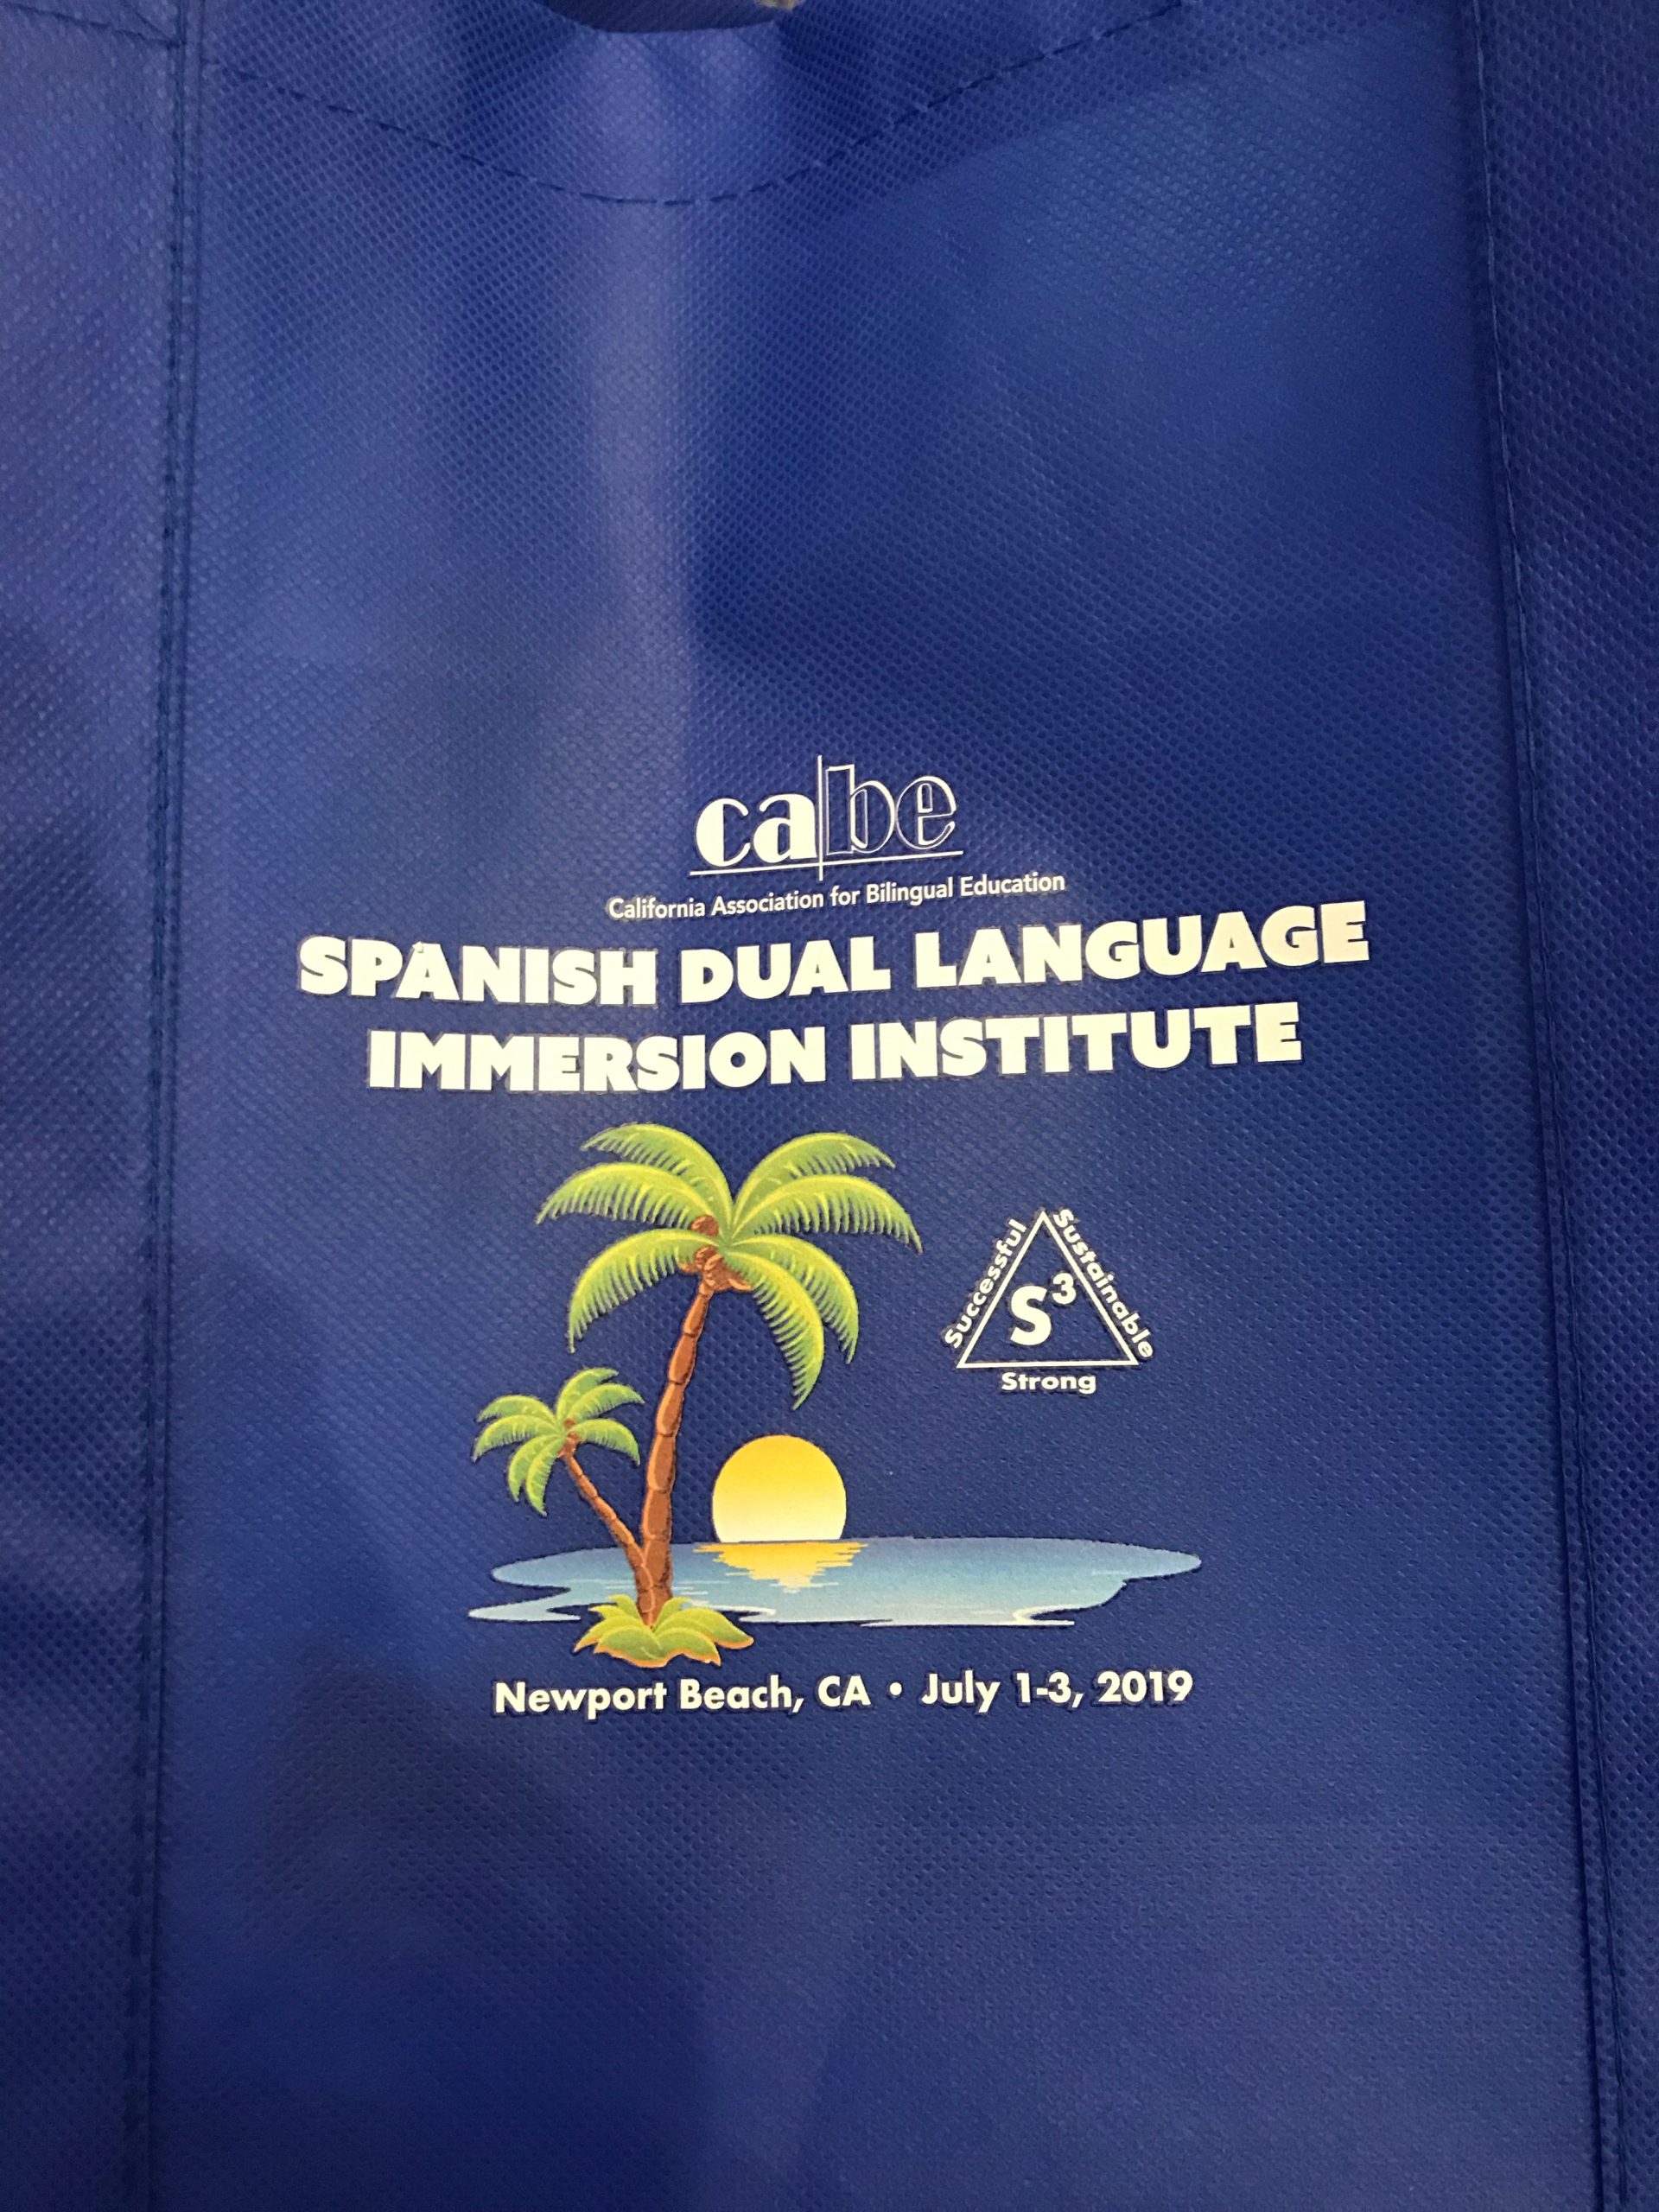 cabe
California Association for Bilingual Education
SPANISH DUAL LANGUAGE
IMMERSION INSTITUTE
Successful
Sustainable
S³
Strong
Newport Beach, CA • July 1-3, 2019